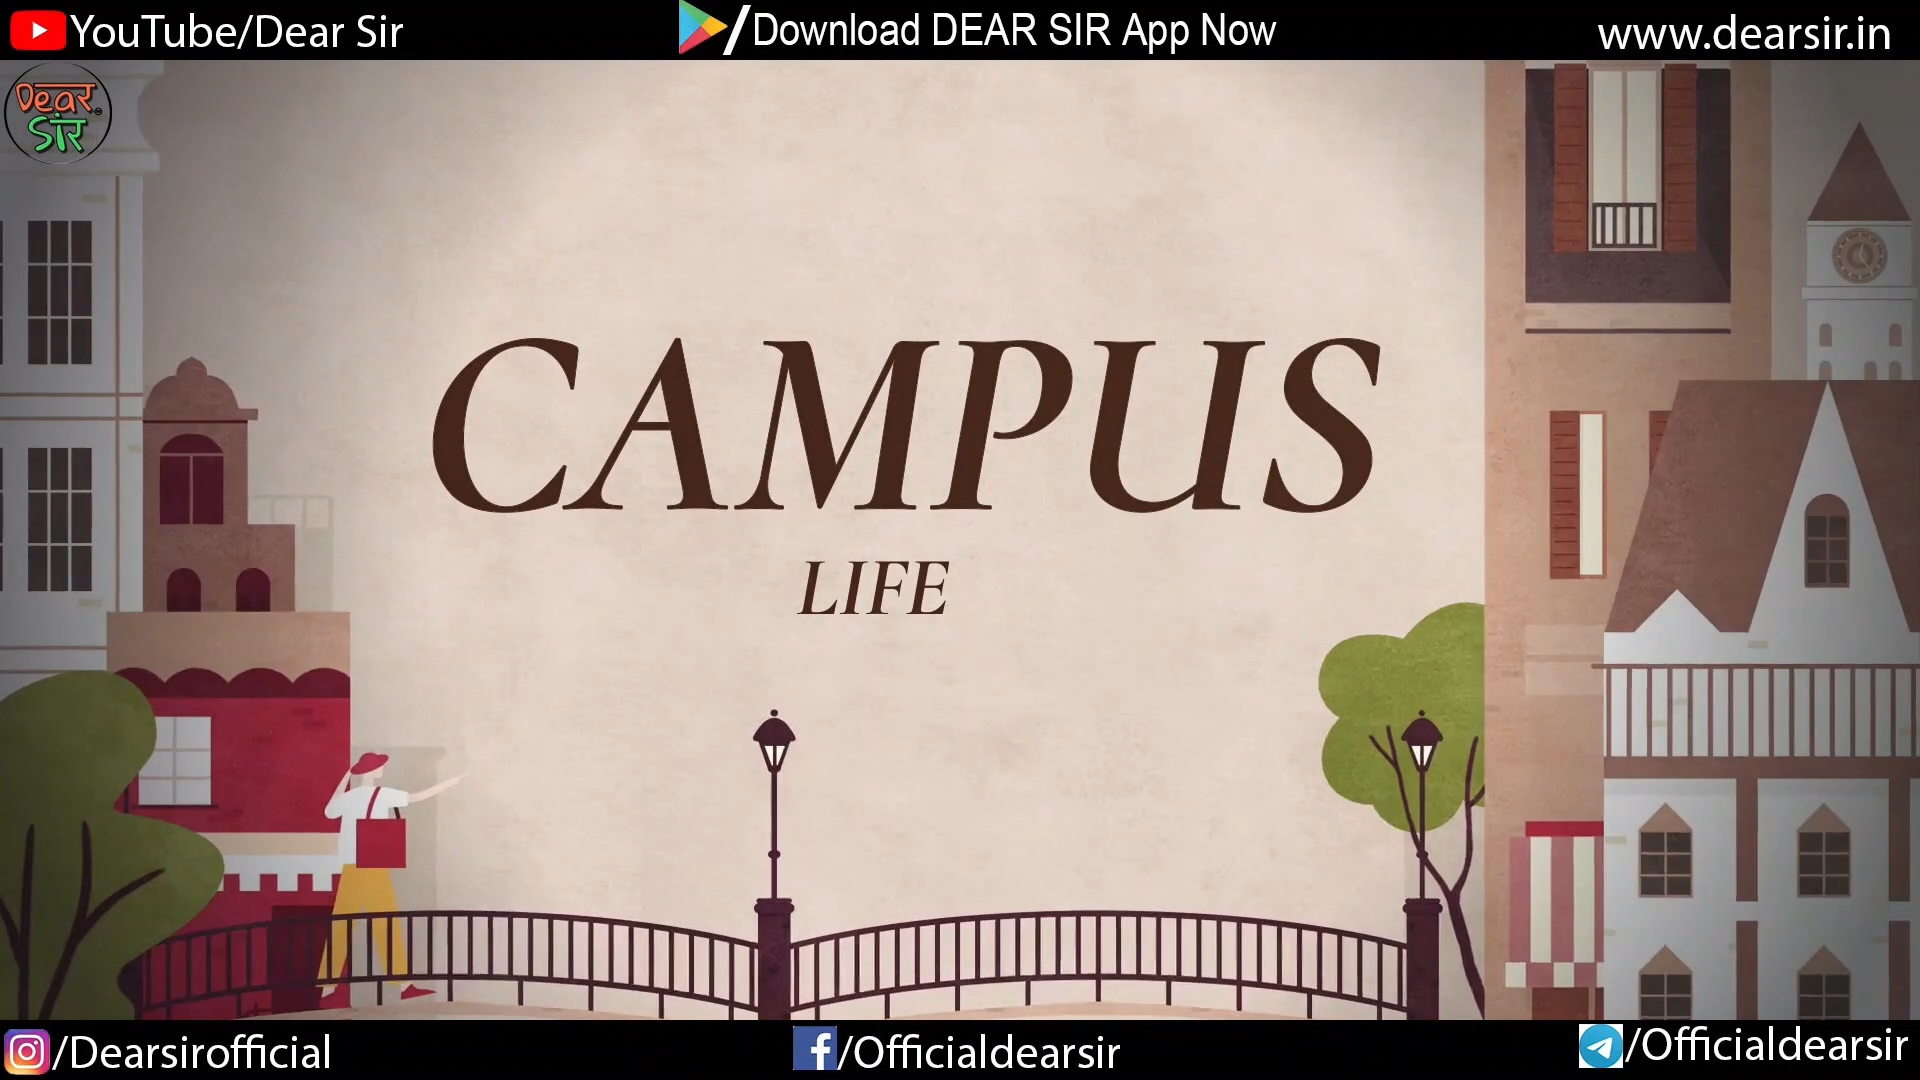 YouTube/Dear Sir
/Download DEAR SIR App Now
www.dearsir.in
Dear
Sir
CAMPUS
LIFE
/Dearsirofficial
/Officialdearsir
/Officialdearsir